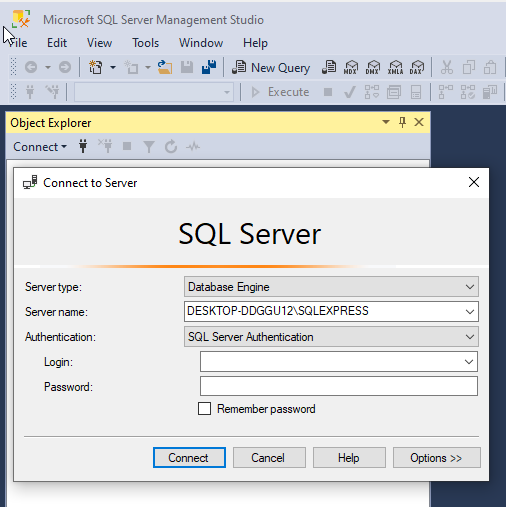 Microsoft SQL Server Management Studio
File Edit View Tools Window Help
New Query MDX DMX XMLA DAX
Execute
Object Explorer
Connect
Connect to Server
SQL Server
Server type: Database Engine
Server name: DESKTOP-DDGGU12\SQLEXPRESS
Authentication: SQL Server Authentication
Login:
Password:
Remember password
Connect Cancel Help Options >>